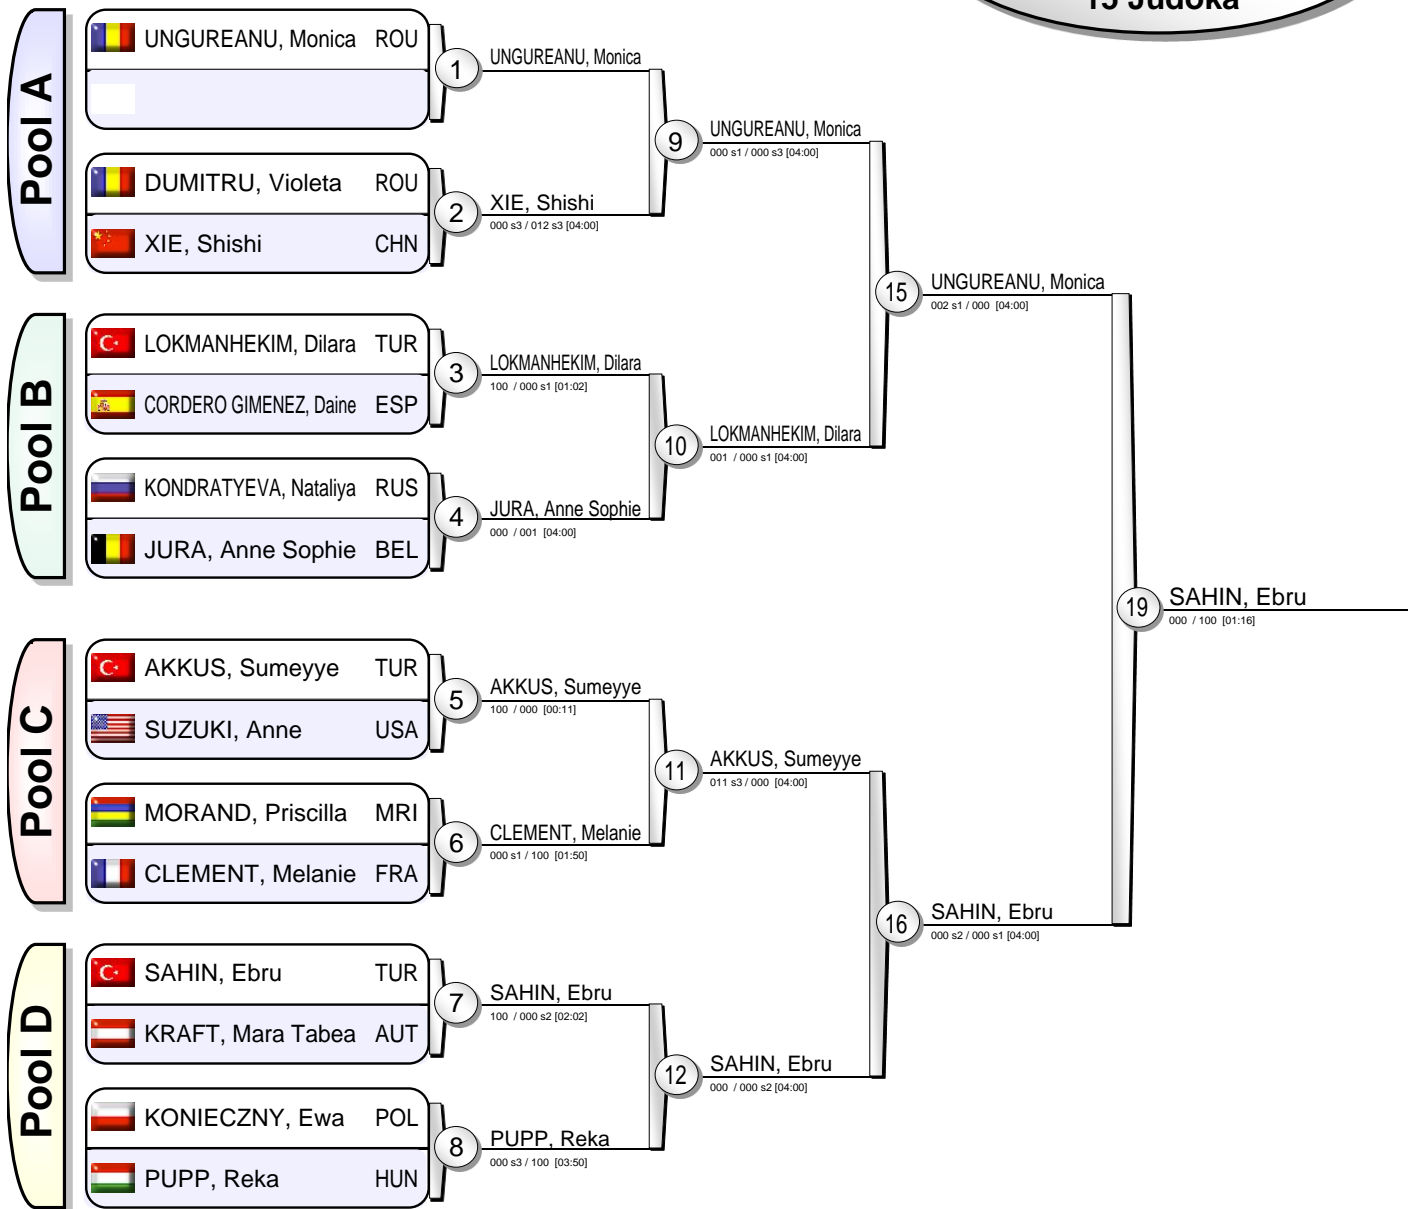 15 Judoka
Pool A
UNGUREANU, Monica ROU
DUMITRU, Violeta ROU
XIE, Shishi CHN
Pool B
LOKMANHEKIM, Dilara TUR
CORDERO GIMENEZ, Daine ESP
KONDRATYEVA, Nataliya RUS
JURA, Anne Sophie BEL
Pool C
AKKUS, Sumeyye TUR
SUZUKI, Anne USA
MORAND, Priscilla MRI
CLEMENT, Melanie FRA
Pool D
SAHIN, Ebru TUR
KRAFT, Mara Tabea AUT
KONIECZNY, Ewa POL
PUPP, Reka HUN
1 UNGUREANU, Monica
2 XIE, Shishi
000 s3 / 012 s3 [04:00]
3 LOKMANHEKIM, Dilara
100 / 000 s1 [01:02]
4 JURA, Anne Sophie
000 / 001 [04:00]
5 AKKUS, Sumeyye
100 / 000 [00:11]
6 CLEMENT, Melanie
000 s1 / 100 [01:50]
7 SAHIN, Ebru
100 / 000 s2 [02:02]
8 PUPP, Reka
000 s3 / 100 [03:50]
9 UNGUREANU, Monica
000 s1 / 000 s3 [04:00]
10 LOKMANHEKIM, Dilara
001 / 000 s1 [04:00]
11 AKKUS, Sumeyye
011 s3 / 000 [04:00]
12 SAHIN, Ebru
000 / 000 s2 [04:00]
15 UNGUREANU, Monica
002 s1 / 000 [04:00]
16 SAHIN, Ebru
000 s2 / 000 s1 [04:00]
19 SAHIN, Ebru
000 / 100 [01:16]